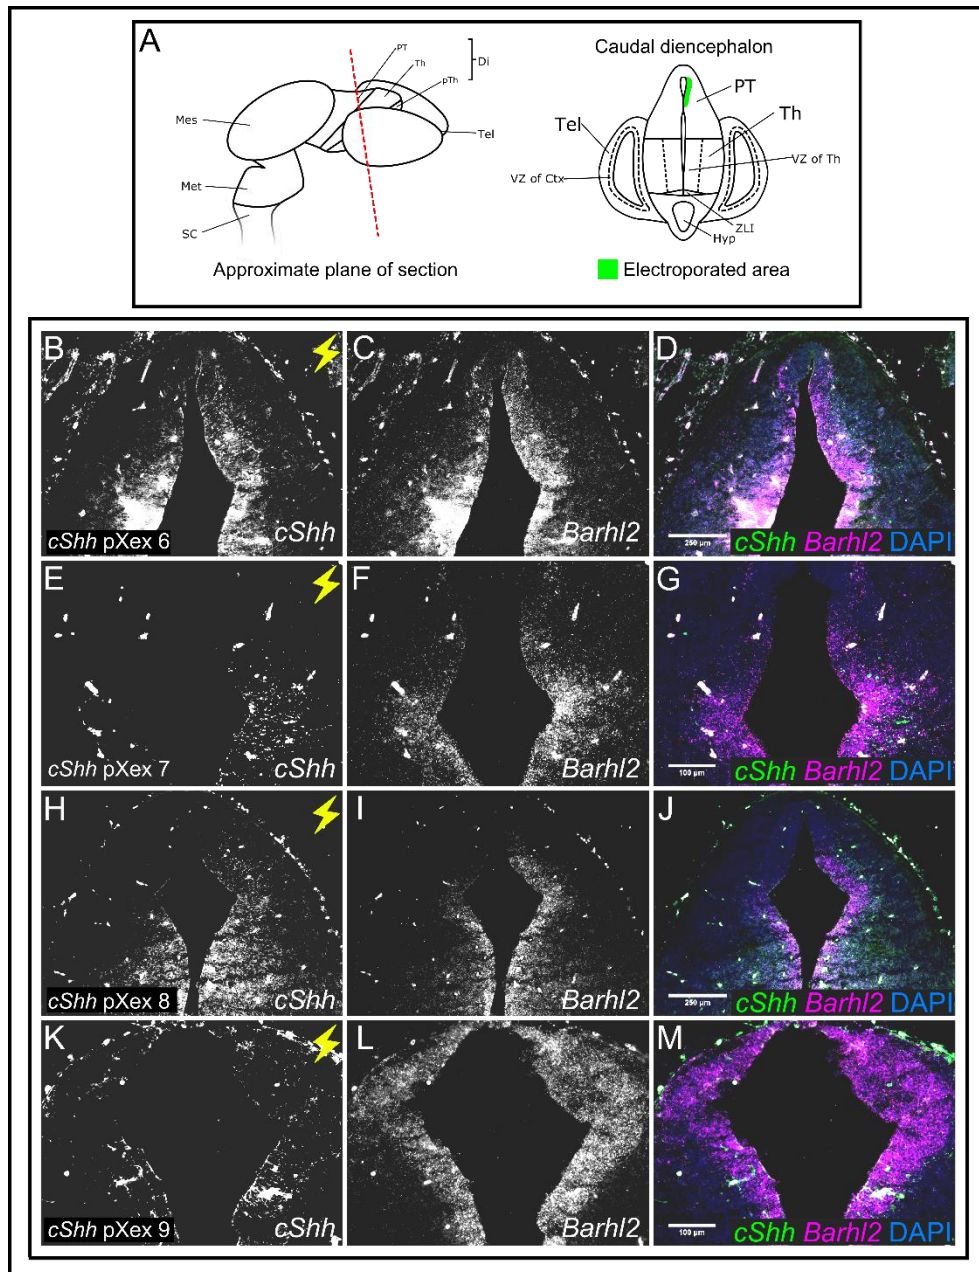 A
PT
Th
Di
pTh
Mes
Tel
Met
SC
Approximate plane of section
Caudal diencephalon
PT
Tel
Th
VZ of Th
VZ of Ctx
ZLI
Hyp
Electroporated area
B
C
D
cShh pXex 6
cShh
Barhl2
250 µm
cShh Barhl2 DAPI
E
F
G
cShh pXex 7
cShh
Barhl2
100 µm
cShh Barhl2 DAPI
H
I
J
cShh pXex 8
cShh
Barhl2
250 µm
cShh Barhl2 DAPI
K
L
M
cShh pXex 9
cShh
Barhl2
100 µm
cShh Barhl2 DAPI